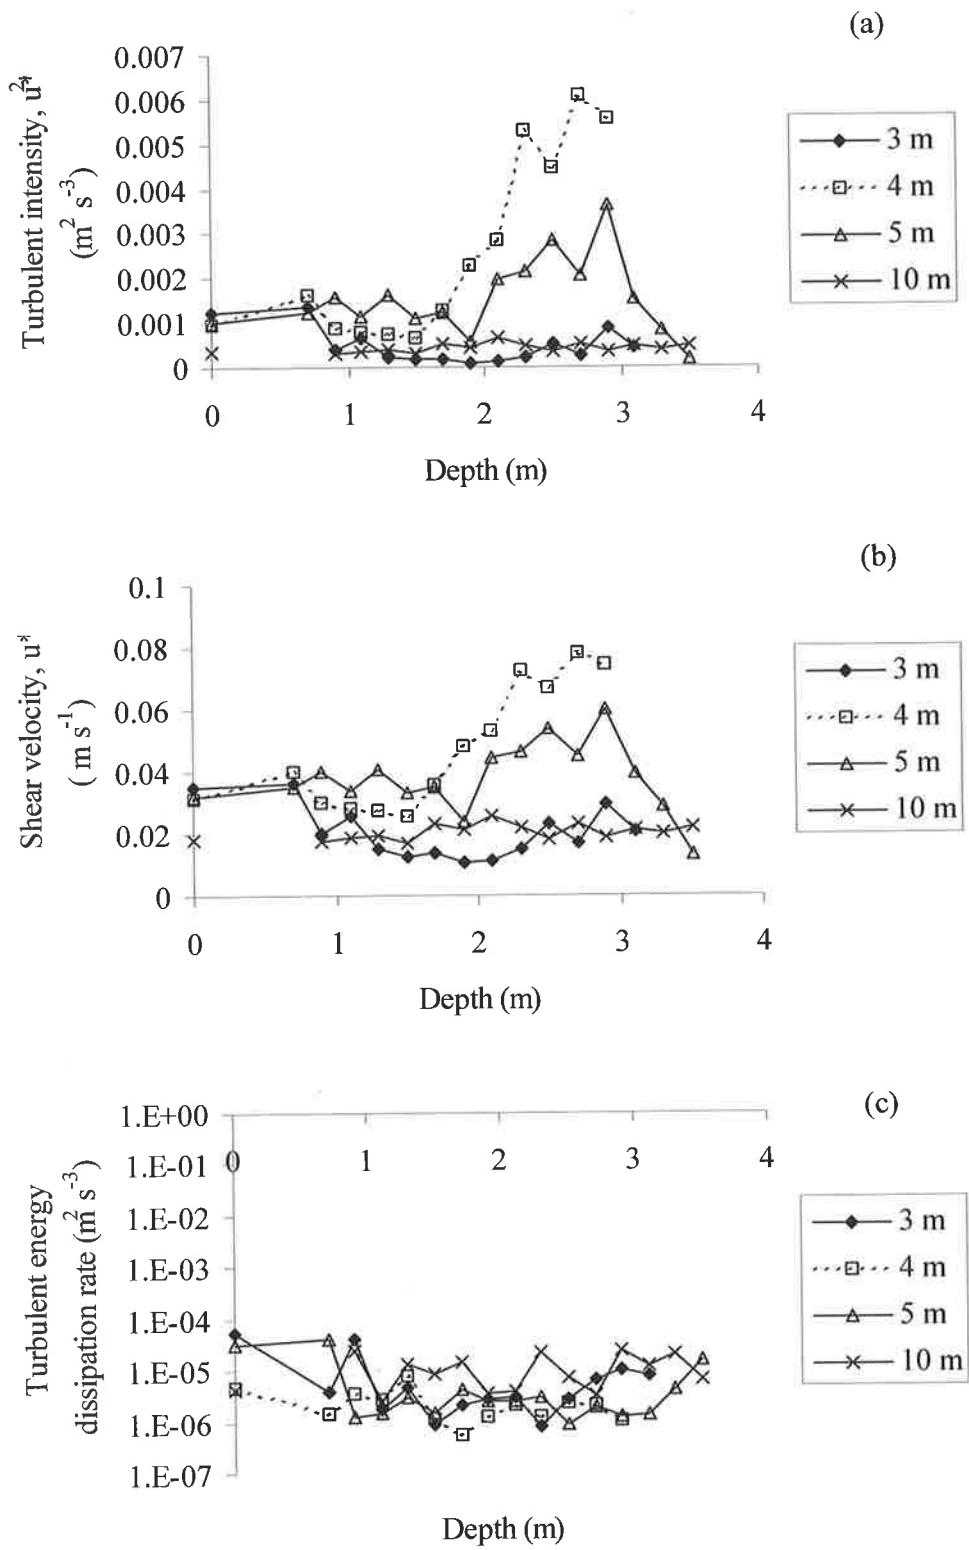 (a)
Turbulent intensity, u²*
(m² s⁻³)
0.007
0.006
0.005
0.004
0.003
0.002
0.001
0
0 1 2 3 4
Depth (m)
3 m
4 m
5 m
10 m
(b)
Shear velocity, u*
( m s⁻¹)
0.1
0.08
0.06
0.04
0.02
0
0 1 2 3 4
Depth (m)
3 m
4 m
5 m
10 m
(c)
Turbulent energy
dissipation rate (m² s⁻³)
1.E+00
1.E-01
1.E-02
1.E-03
1.E-04
1.E-05
1.E-06
1.E-07
0 1 2 3 4
Depth (m)
3 m
4 m
5 m
10 m